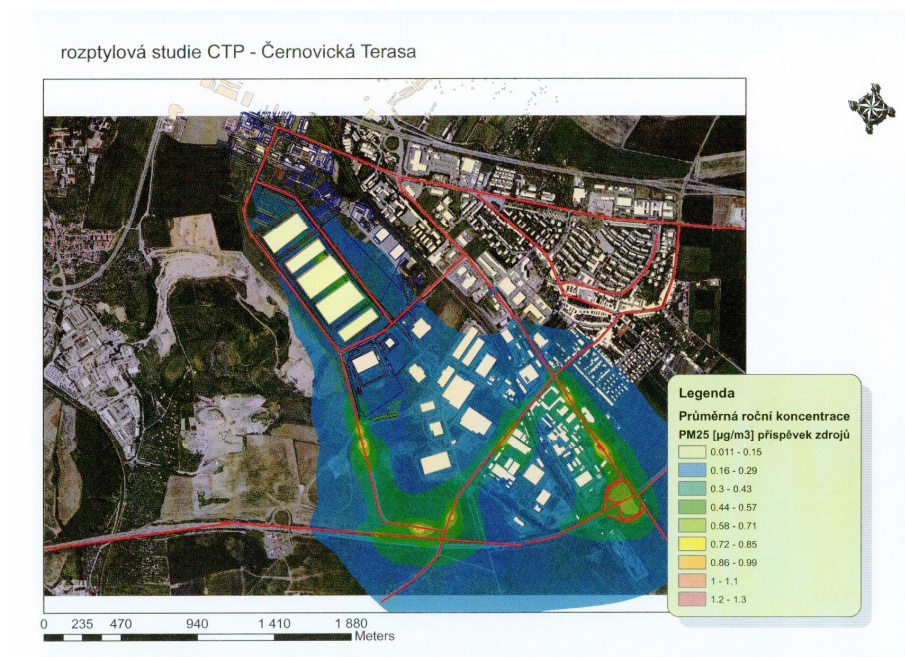 rozptylová studie CTP - Černovická Terasa
Legenda
Průměrná roční koncentrace
PM25 [µg/m3] příspěvek zdrojů
0.011 - 0.15
0.16 - 0.29
0.3 - 0.43
0.44 - 0.57
0.58 - 0.71
0.72 - 0.85
0.86 - 0.99
1 - 1.1
1.2 - 1.3
0 235 470 940 1 410 1 880
Meters